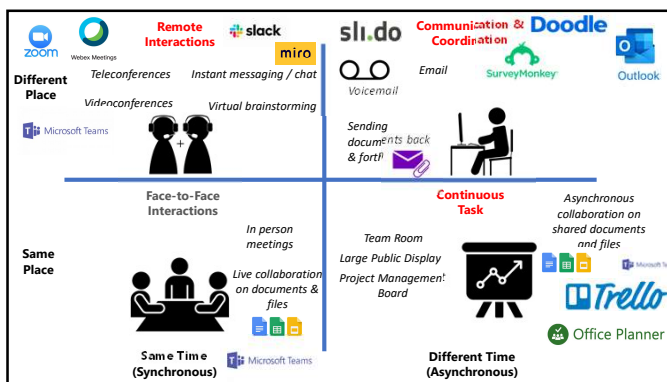 Remote
Interactions
zoom
Webex Meetings
slack
miro
Different
Place
Teleconferences
Instant messaging / chat
Videoconferences
Virtual brainstorming
Microsoft Teams
+
sli.do
Communication &
Coordination
Doodle
Voicemail
Email
SurveyMonkey
Outlook
Sending
documents back
& forth
Face-to-Face
Interactions
Same
Place
In person
meetings
Live collaboration
on documents &
files
Same Time
(Synchronous)
Microsoft Teams
Continuous
Task
Team Room
Large Public Display
Project Management
Board
Asynchronous
collaboration on
shared documents
and files
Microsoft Te
Trello
Office Planner
Different Time
(Asynchronous)